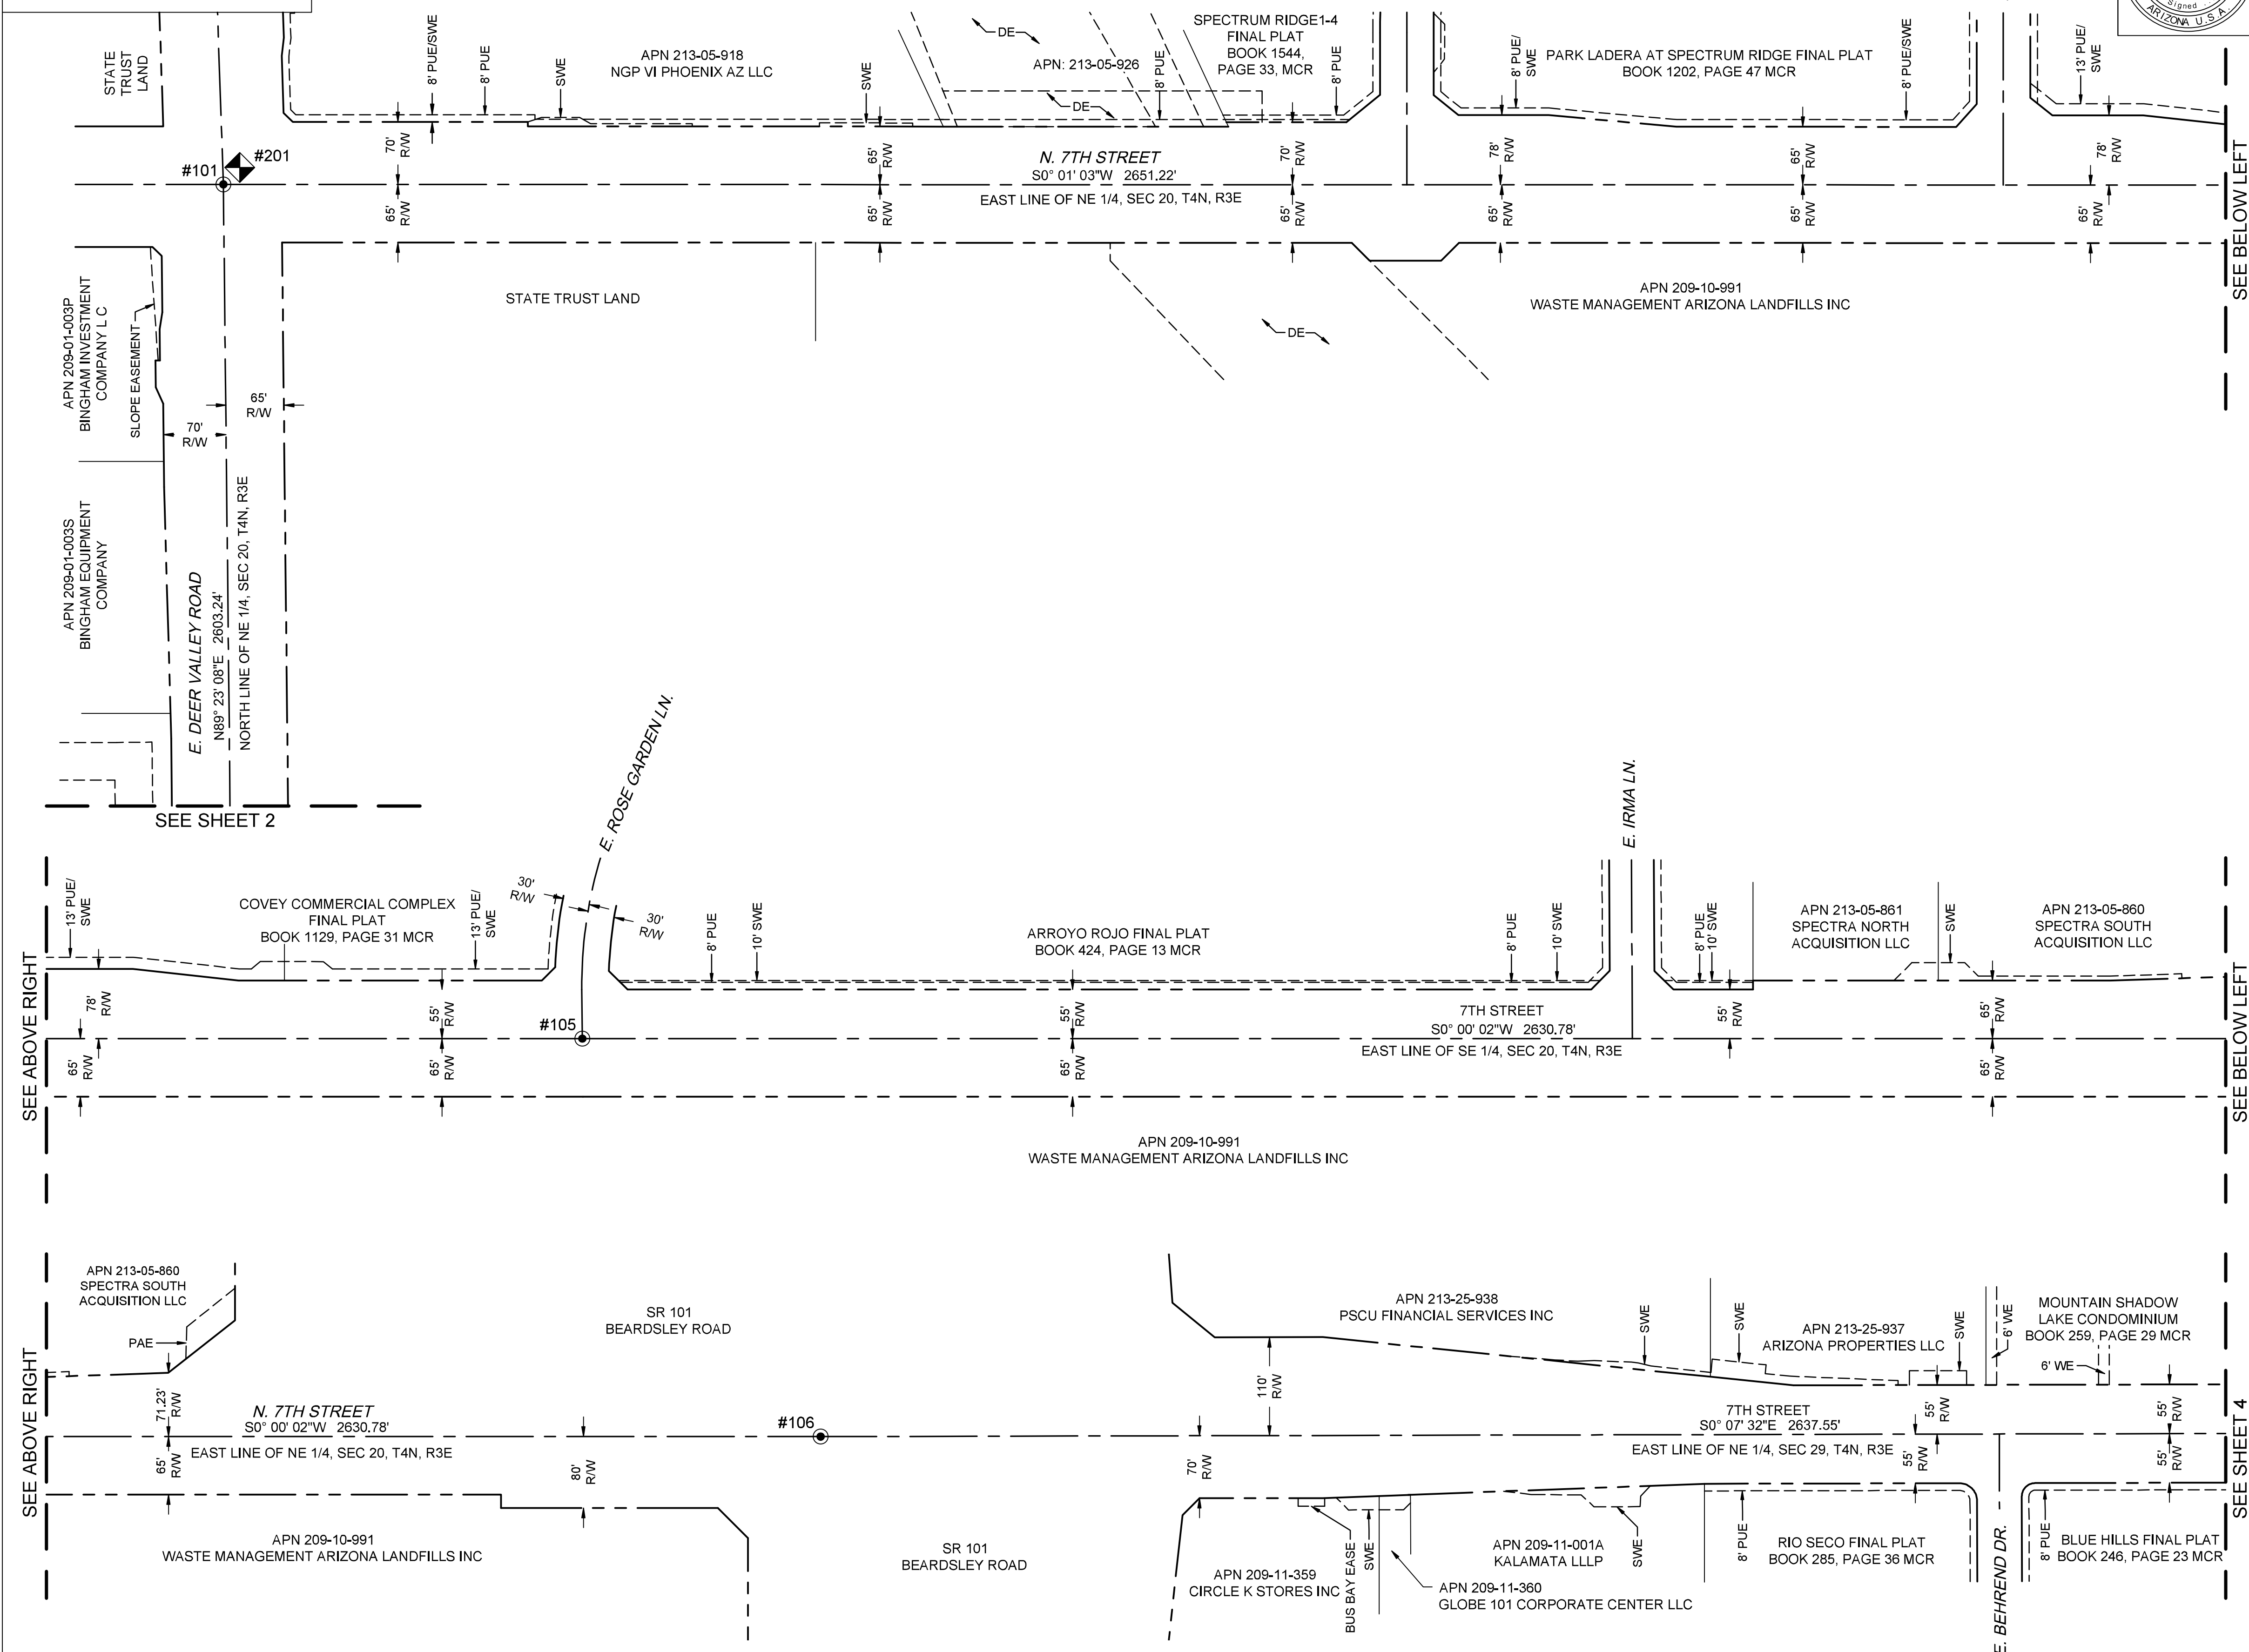 Signed
ARIZONA U.S.A.
STATE
TRUST
LAND
8' PUE/SWE
8' PUE
SWE
APN 213-05-918
NGP VI PHOENIX AZ LLC
SWE
DE
APN: 213-05-926
DE
8' PUE
SPECTRUM RIDGE1-4
FINAL PLAT
BOOK 1544,
PAGE 33, MCR
8' PUE
8' PUE/
SWE
PARK LADERA AT SPECTRUM RIDGE FINAL PLAT
BOOK 1202, PAGE 47 MCR
8' PUE/SWE
13' PUE/
SWE
#101
#201
70'
R/W
65'
R/W
65'
R/W
65'
R/W
N. 7TH STREET
S0° 01' 03"W 2651.22'
EAST LINE OF NE 1/4, SEC 20, T4N, R3E
70'
R/W
65'
R/W
78'
R/W
65'
R/W
65'
R/W
65'
R/W
78'
R/W
65'
R/W
SEE BELOW LEFT
STATE TRUST LAND
DE
APN 209-10-991
WASTE MANAGEMENT ARIZONA LANDFILLS INC
APN 209-01-003P
BINGHAM INVESTMENT
COMPANY L C
SLOPE EASEMENT
65'
R/W
70'
R/W
APN 209-01-003S
BINGHAM EQUIPMENT
COMPANY
E. DEER VALLEY ROAD
N89° 23' 08"E 2603.24'
NORTH LINE OF NE 1/4, SEC 20, T4N, R3E
SEE SHEET 2
SEE ABOVE RIGHT
13' PUE/
SWE
COVEY COMMERCIAL COMPLEX
FINAL PLAT
BOOK 1129, PAGE 31 MCR
13' PUE/
SWE
30'
R/W
E. ROSE GARDEN LN.
30'
R/W
8' PUE
10' SWE
ARROYO ROJO FINAL PLAT
BOOK 424, PAGE 13 MCR
8' PUE
10' SWE
E. IRMA LN.
8' PUE
10' SWE
APN 213-05-861
SPECTRA NORTH
ACQUISITION LLC
SWE
APN 213-05-860
SPECTRA SOUTH
ACQUISITION LLC
78'
R/W
65'
R/W
55'
R/W
65'
R/W
#105
55'
R/W
65'
R/W
7TH STREET
S0° 00' 02"W 2630.78'
EAST LINE OF SE 1/4, SEC 20, T4N, R3E
55'
R/W
65'
R/W
65'
R/W
SEE BELOW LEFT
APN 209-10-991
WASTE MANAGEMENT ARIZONA LANDFILLS INC
SEE ABOVE RIGHT
APN 213-05-860
SPECTRA SOUTH
ACQUISITION LLC
PAE
SR 101
BEARDSLEY ROAD
APN 213-25-938
PSCU FINANCIAL SERVICES INC
SWE
SWE
APN 213-25-937
ARIZONA PROPERTIES LLC
SWE
6' WE
MOUNTAIN SHADOW
LAKE CONDOMINIUM
BOOK 259, PAGE 29 MCR
6' WE
71.23'
R/W
65'
R/W
N. 7TH STREET
S0° 00' 02"W 2630.78'
EAST LINE OF NE 1/4, SEC 20, T4N, R3E
80'
R/W
#106
70'
R/W
110'
R/W
7TH STREET
S0° 07' 32"E 2637.55'
EAST LINE OF NE 1/4, SEC 29, T4N, R3E
55'
R/W
55'
R/W
55'
R/W
55'
R/W
SEE SHEET 4
APN 209-10-991
WASTE MANAGEMENT ARIZONA LANDFILLS INC
SR 101
BEARDSLEY ROAD
APN 209-11-359
CIRCLE K STORES INC
BUS BAY EASE
SWE
APN 209-11-360
GLOBE 101 CORPORATE CENTER LLC
APN 209-11-001A
KALAMATA LLLP
SWE
8' PUE
RIO SECO FINAL PLAT
BOOK 285, PAGE 36 MCR
E. BEHREND DR.
8' PUE
BLUE HILLS FINAL PLAT
BOOK 246, PAGE 23 MCR